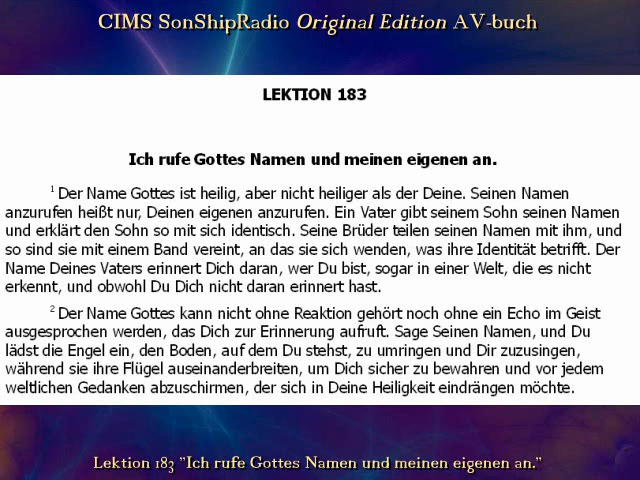 CIMS SonShipRadio Original Edition AV-buch
LEKTION 183
Ich rufe Gottes Namen und meinen eigenen an.
1 Der Name Gottes ist heilig, aber nicht heiliger als der Deine. Seinen Namen
anzurufen heißt nur, Deinen eigenen anzurufen. Ein Vater gibt seinem Sohn seinen Namen
und erklärt den Sohn so mit sich identisch. Seine Brüder teilen seinen Namen mit ihm, und
so sind sie mit einem Band vereint, an das sie sich wenden, was ihre Identität betrifft. Der
Name Deines Vaters erinnert Dich daran, wer Du bist, sogar in einer Welt, die es nicht
erkennt, und obwohl Du Dich nicht daran erinnert hast.
2 Der Name Gottes kann nicht ohne Reaktion gehört noch ohne ein Echo im Geist
ausgesprochen werden, das Dich zur Erinnerung aufruft. Sage Seinen Namen, und Du
lädst die Engel ein, den Boden, auf dem Du stehst, zu umringen und Dir zuzusingen,
während sie ihre Flügel auseinanderbreiten, um Dich sicher zu bewahren und vor jedem
weltlichen Gedanken abzuschirmen, der sich in Deine Heiligkeit eindrängen möchte.
Lektion 183 "Ich rufe Gottes Namen und meinen eigenen an."